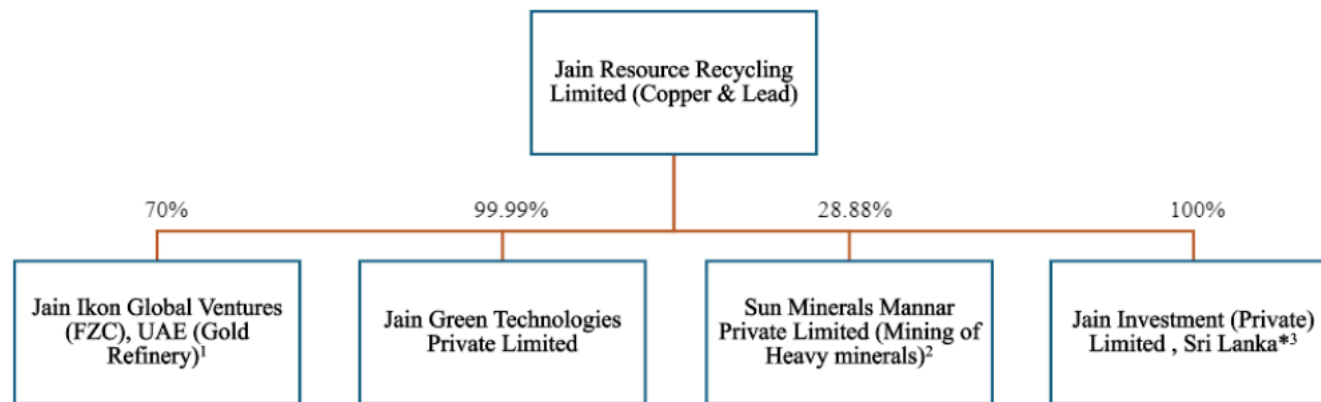 Jain Resource Recycling
Limited (Copper & Lead)
70%
99.99%
28.88%
100%
Jain Ikon Global Ventures
(FZC), UAE (Gold
Refinery)¹
Jain Green Technologies
Private Limited
Sun Minerals Mannar
Private Limited (Mining of
Heavy minerals)²
Jain Investment (Private)
Limited , Sri Lanka*³